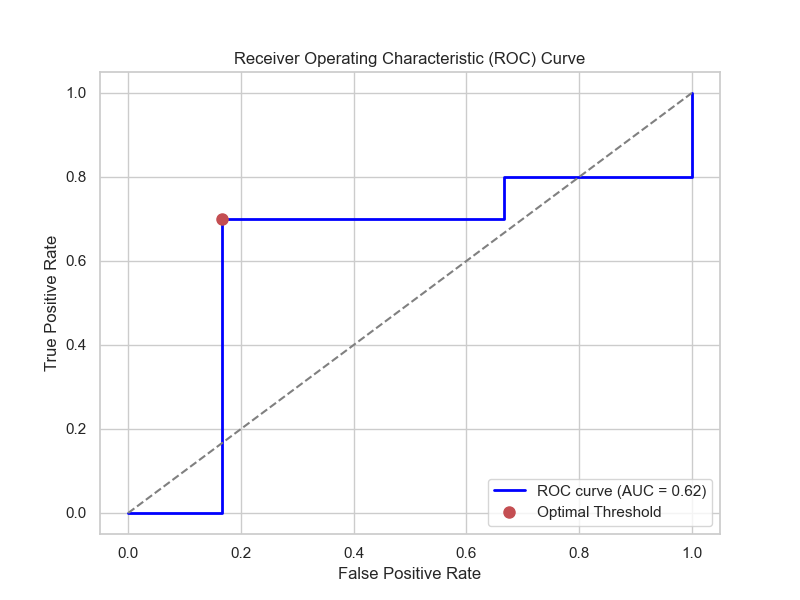 Receiver Operating Characteristic (ROC) Curve
1.0
0.8
0.6
0.4
0.2
0.0
True Positive Rate
0.0 0.2 0.4 0.6 0.8 1.0
False Positive Rate
ROC curve (AUC = 0.62)
Optimal Threshold